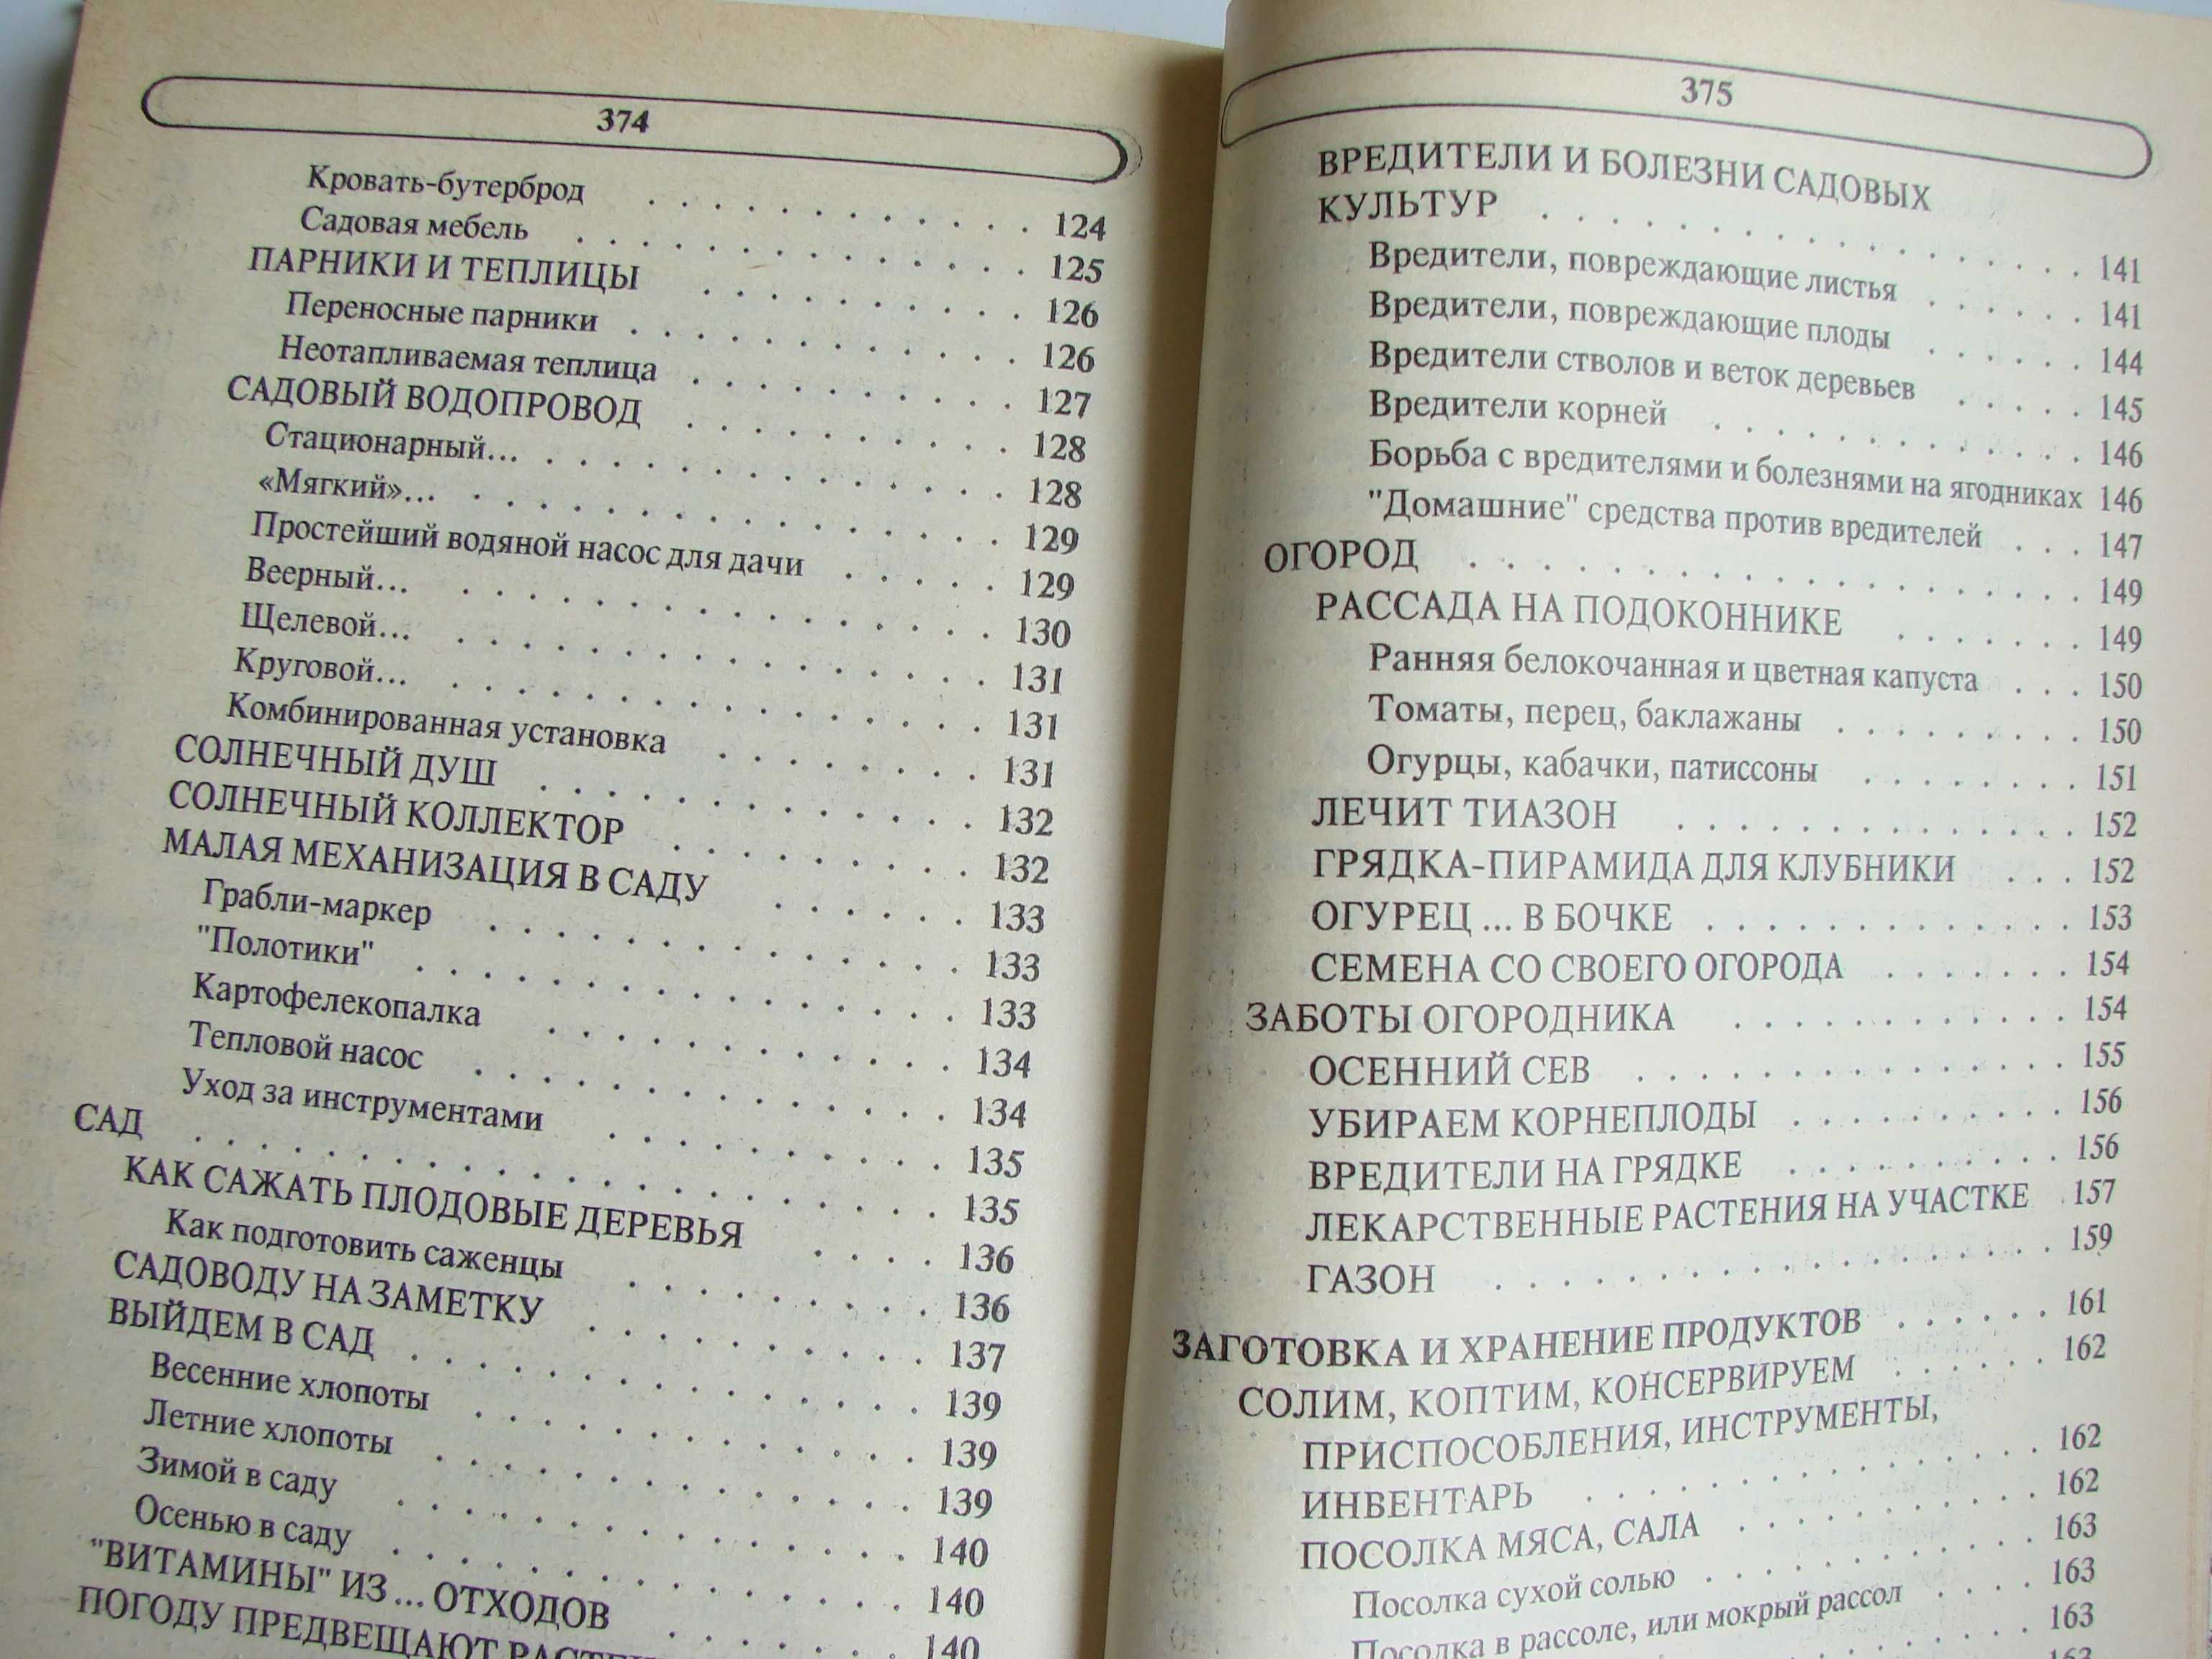 374
Кровать-бутерброд . . . . . . . . . . . 124
Садовая мебель . . . . . . . . . . . 125
ПАРНИКИ И ТЕПЛИЦЫ . . . . . . . . . 126
Переносные парники . . . . . . . . . . . 126
Неотапливаемая теплица . . . . . . . . . 127
САДОВЫЙ ВОДОПРОВОД . . . . . . . . . 128
Стационарный... . . . . . . . . . . . . 128
«Мягкий»... . . . . . . . . . . . . . 129
Простейший водяной насос для дачи . . . . . 129
Веерный... . . . . . . . . . . . . . 130
Щелевой... . . . . . . . . . . . . . 131
Круговой... . . . . . . . . . . . . . 131
Комбинированная установка . . . . . . . . 131
СОЛНЕЧНЫЙ ДУШ . . . . . . . . . . . 132
СОЛНЕЧНЫЙ КОЛЛЕКТОР . . . . . . . . . 132
МАЛАЯ МЕХАНИЗАЦИЯ В САДУ . . . . . . 133
Грабли-маркер . . . . . . . . . . . . 133
"Полотики" . . . . . . . . . . . . . 133
Картофелекопалка . . . . . . . . . . . 134
Тепловой насос . . . . . . . . . . . . 134
Уход за инструментами . . . . . . . . . 135
САД . . . . . . . . . . . . . . . . 135
КАК САЖАТЬ ПЛОДОВЫЕ ДЕРЕВЬЯ . . . . 136
Как подготовить саженцы . . . . . . . . 136
САДОВОДУ НА ЗАМЕТКУ . . . . . . . . . 137
ВЫЙДЕМ В САД . . . . . . . . . . . . 139
Весенние хлопоты . . . . . . . . . . . 139
Летние хлопоты . . . . . . . . . . . . 139
Зимой в саду . . . . . . . . . . . . 140
Осенью в саду . . . . . . . . . . . . 140
"ВИТАМИНЫ" ИЗ ... ОТХОДОВ . . . . . . 140
ПОГОДУ ПРЕДВЕЩАЮТ
375
ВРЕДИТЕЛИ И БОЛЕЗНИ САДОВЫХ
КУЛЬТУР . . . . . . . . . . . . . . 141
Вредители, повреждающие листья . . . . . 141
Вредители, повреждающие плоды . . . . . 144
Вредители стволов и веток деревьев . . . . 145
Вредители корней . . . . . . . . . . . 146
Борьба с вредителями и болезнями на ягодниках 146
"Домашние" средства против вредителей . . . 147
ОГОРОД . . . . . . . . . . . . . . . 149
РАССАДА НА ПОДОКОННИКЕ . . . . . . . 149
Ранняя белокочанная и цветная капуста . . . 150
Томаты, перец, баклажаны . . . . . . . . . 150
Огурцы, кабачки, патиссоны . . . . . . . . 151
ЛЕЧИТ ТИАЗОН . . . . . . . . . . . . 152
ГРЯДКА-ПИРАМИДА ДЛЯ КЛУБНИКИ . . . 152
ОГУРЕЦ ... В БОЧКЕ . . . . . . . . . . . 153
СЕМЕНА СО СВОЕГО ОГОРОДА . . . . . . . 154
ЗАБОТЫ ОГОРОДНИКА . . . . . . . . . . 154
ОСЕННИЙ СЕВ . . . . . . . . . . . . . 155
УБИРАЕМ КОРНЕПЛОДЫ . . . . . . . . . 156
ВРЕДИТЕЛИ НА ГРЯДКЕ . . . . . . . . . 156
ЛЕКАРСТВЕННЫЕ РАСТЕНИЯ НА УЧАСТКЕ . 157
ГАЗОН . . . . . . . . . . . . . . . 159
ЗАГОТОВКА И ХРАНЕНИЕ ПРОДУКТОВ . . . . . 161
СОЛИМ, КОПТИМ, КОНСЕРВИРУЕМ . . . . . 162
ПРИСПОСОБЛЕНИЯ, ИНСТРУМЕНТЫ,
ИНВЕНТАРЬ . . . . . . . . . . . . . 162
ПОСОЛКА МЯСА, САЛА . . . . . . . . . . 162
Посолка сухой солью . . . . . . . . . . 163
Посолка в рассоле, или мокрый рассол . . . . 163
163